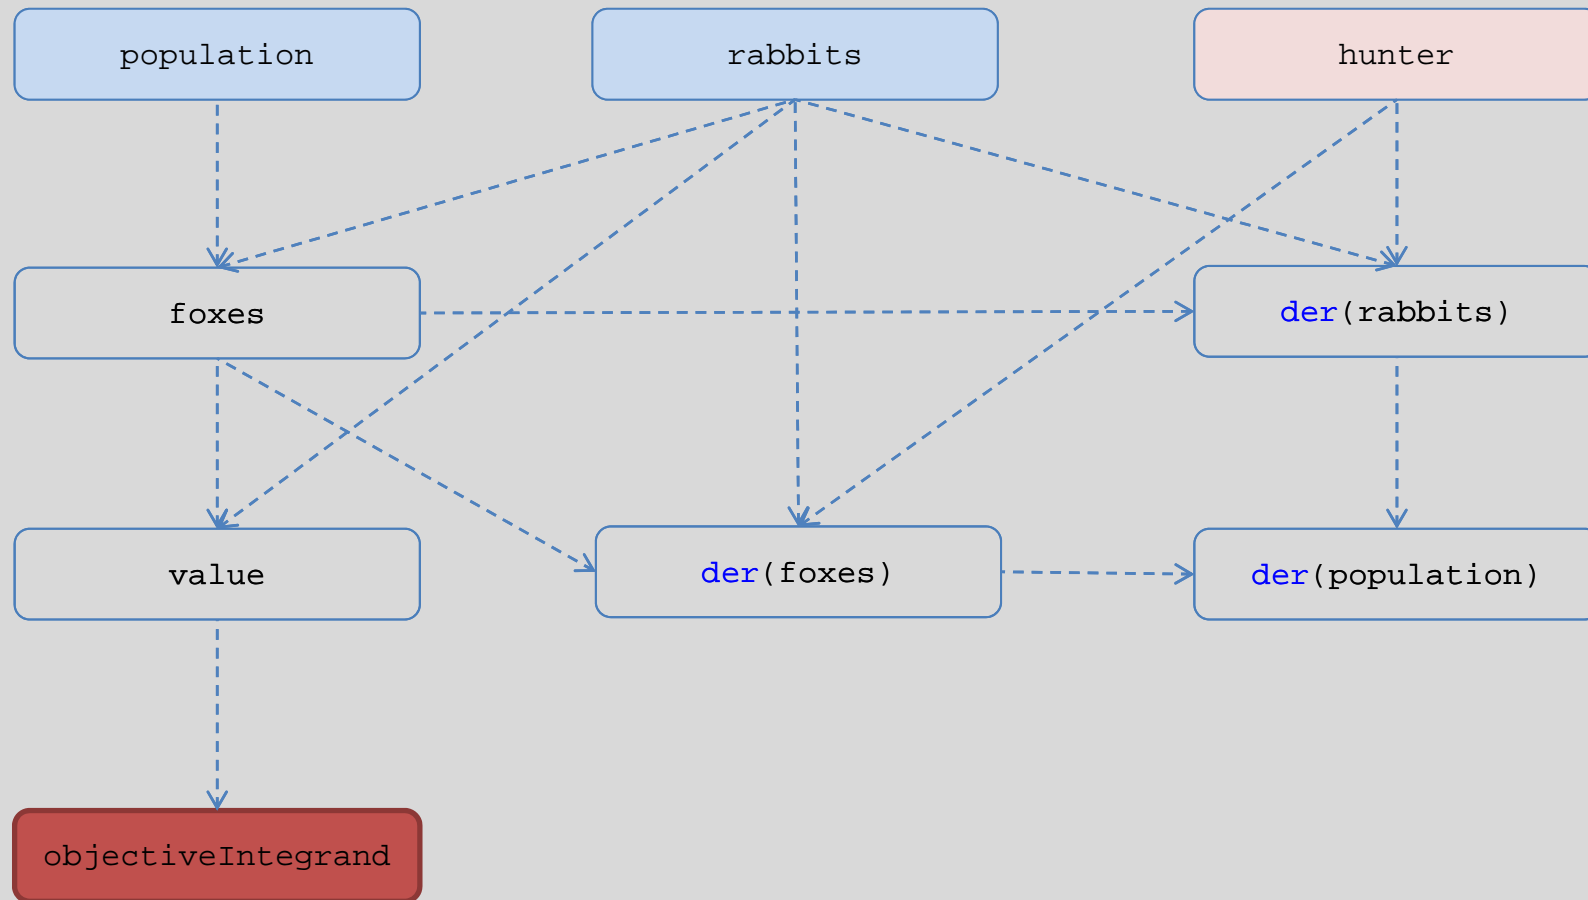 population
rabbits
hunter
foxes
der(rabbits)
value
der(foxes)
der(population)
objectiveIntegrand